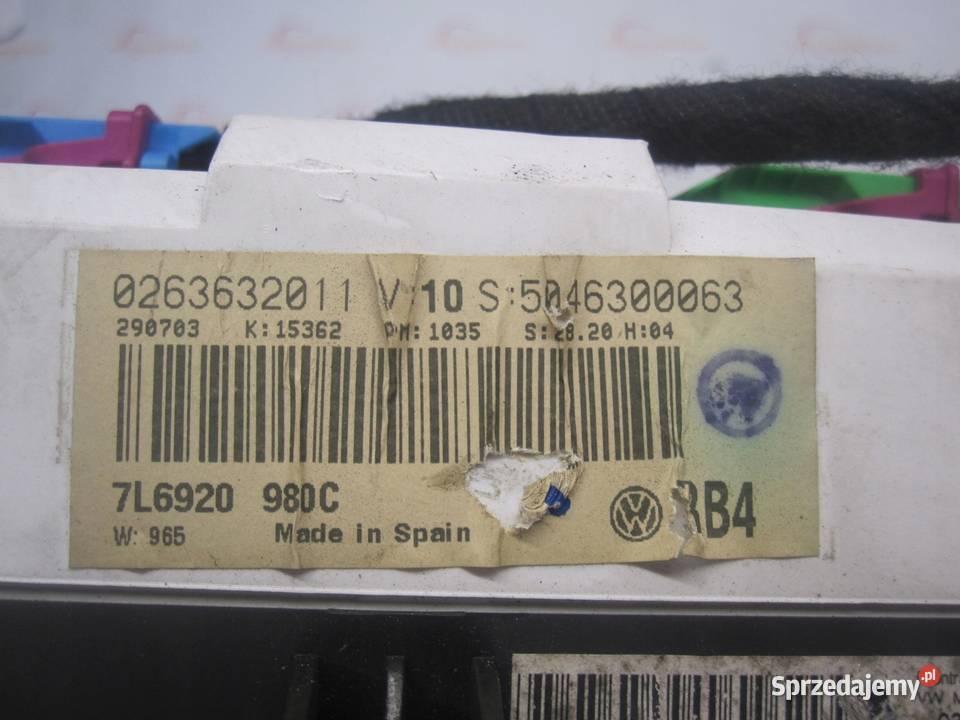 0263632011 V:10 S:5046300063
290703 K:15362 PM:1035 S:28.20 H:04
7L6920 980C
RB4
W: 965 Made in Spain
Sprzedajemy.pl